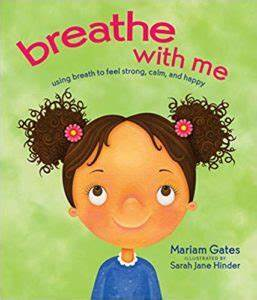 breathe
with me
using breath to feel strong, calm, and happy
Mariam Gates
ILLUSTRATED BY
Sarah Jane Hinder